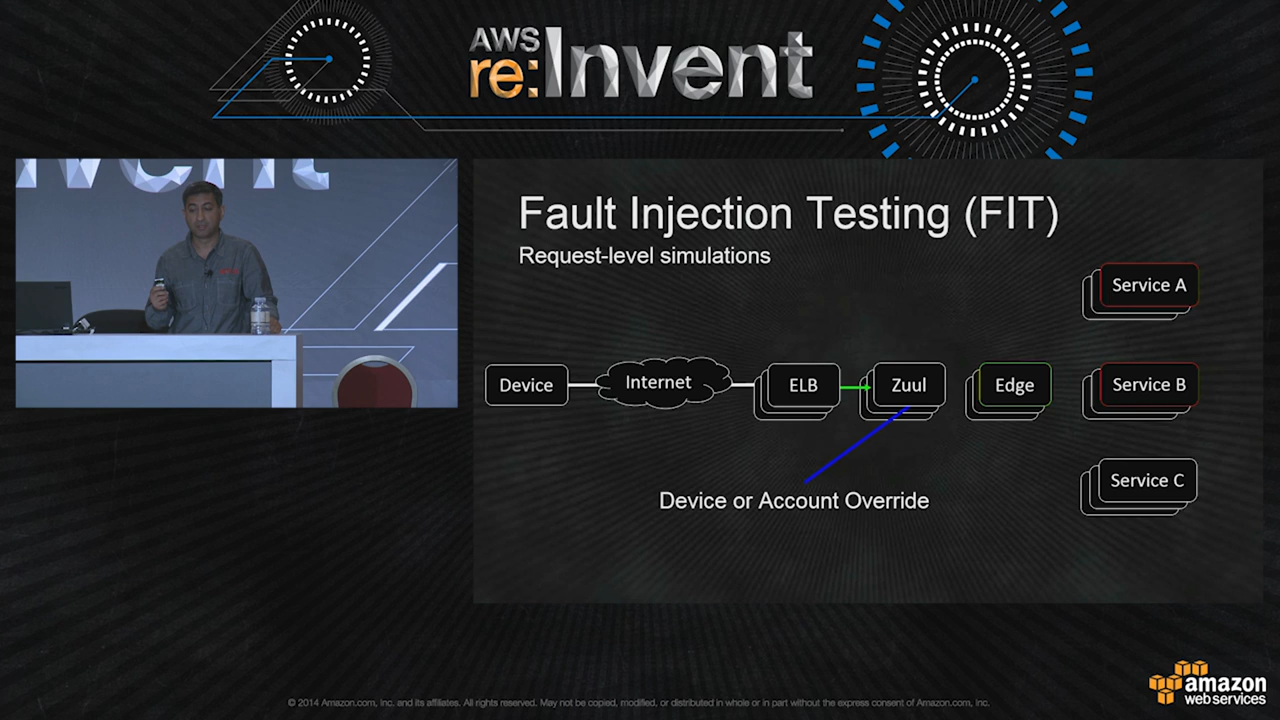 AWS
re:Invent
Fault Injection Testing (FIT)
Request-level simulations
Service A
Device
Internet
ELB
Zuul
Edge
Service B
Service C
Device or Account Override
© 2014 Amazon.com, Inc. and its affiliates. All rights reserved. May not be copied, modified, or distributed in whole or in part without the express consent of Amazon.com, Inc.
amazon
web services